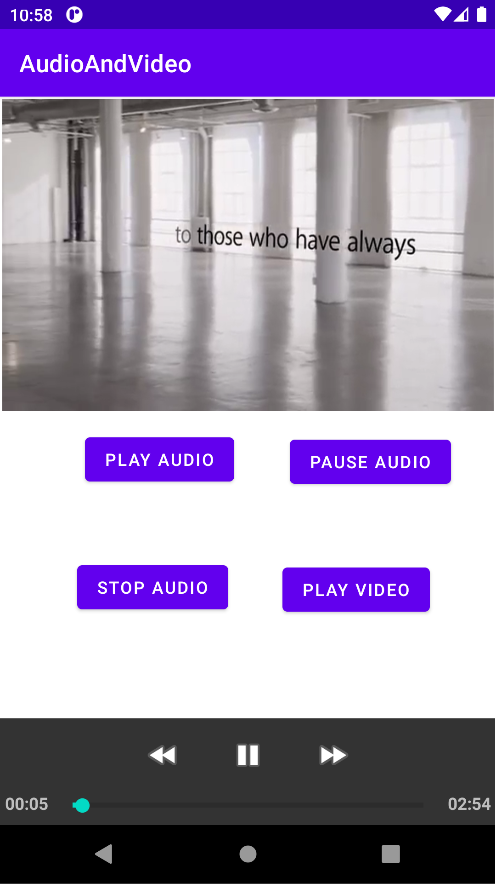 10:58
AudioAndVideo
to those who have always
PLAY AUDIO
PAUSE AUDIO
STOP AUDIO
PLAY VIDEO
00:05
02:54